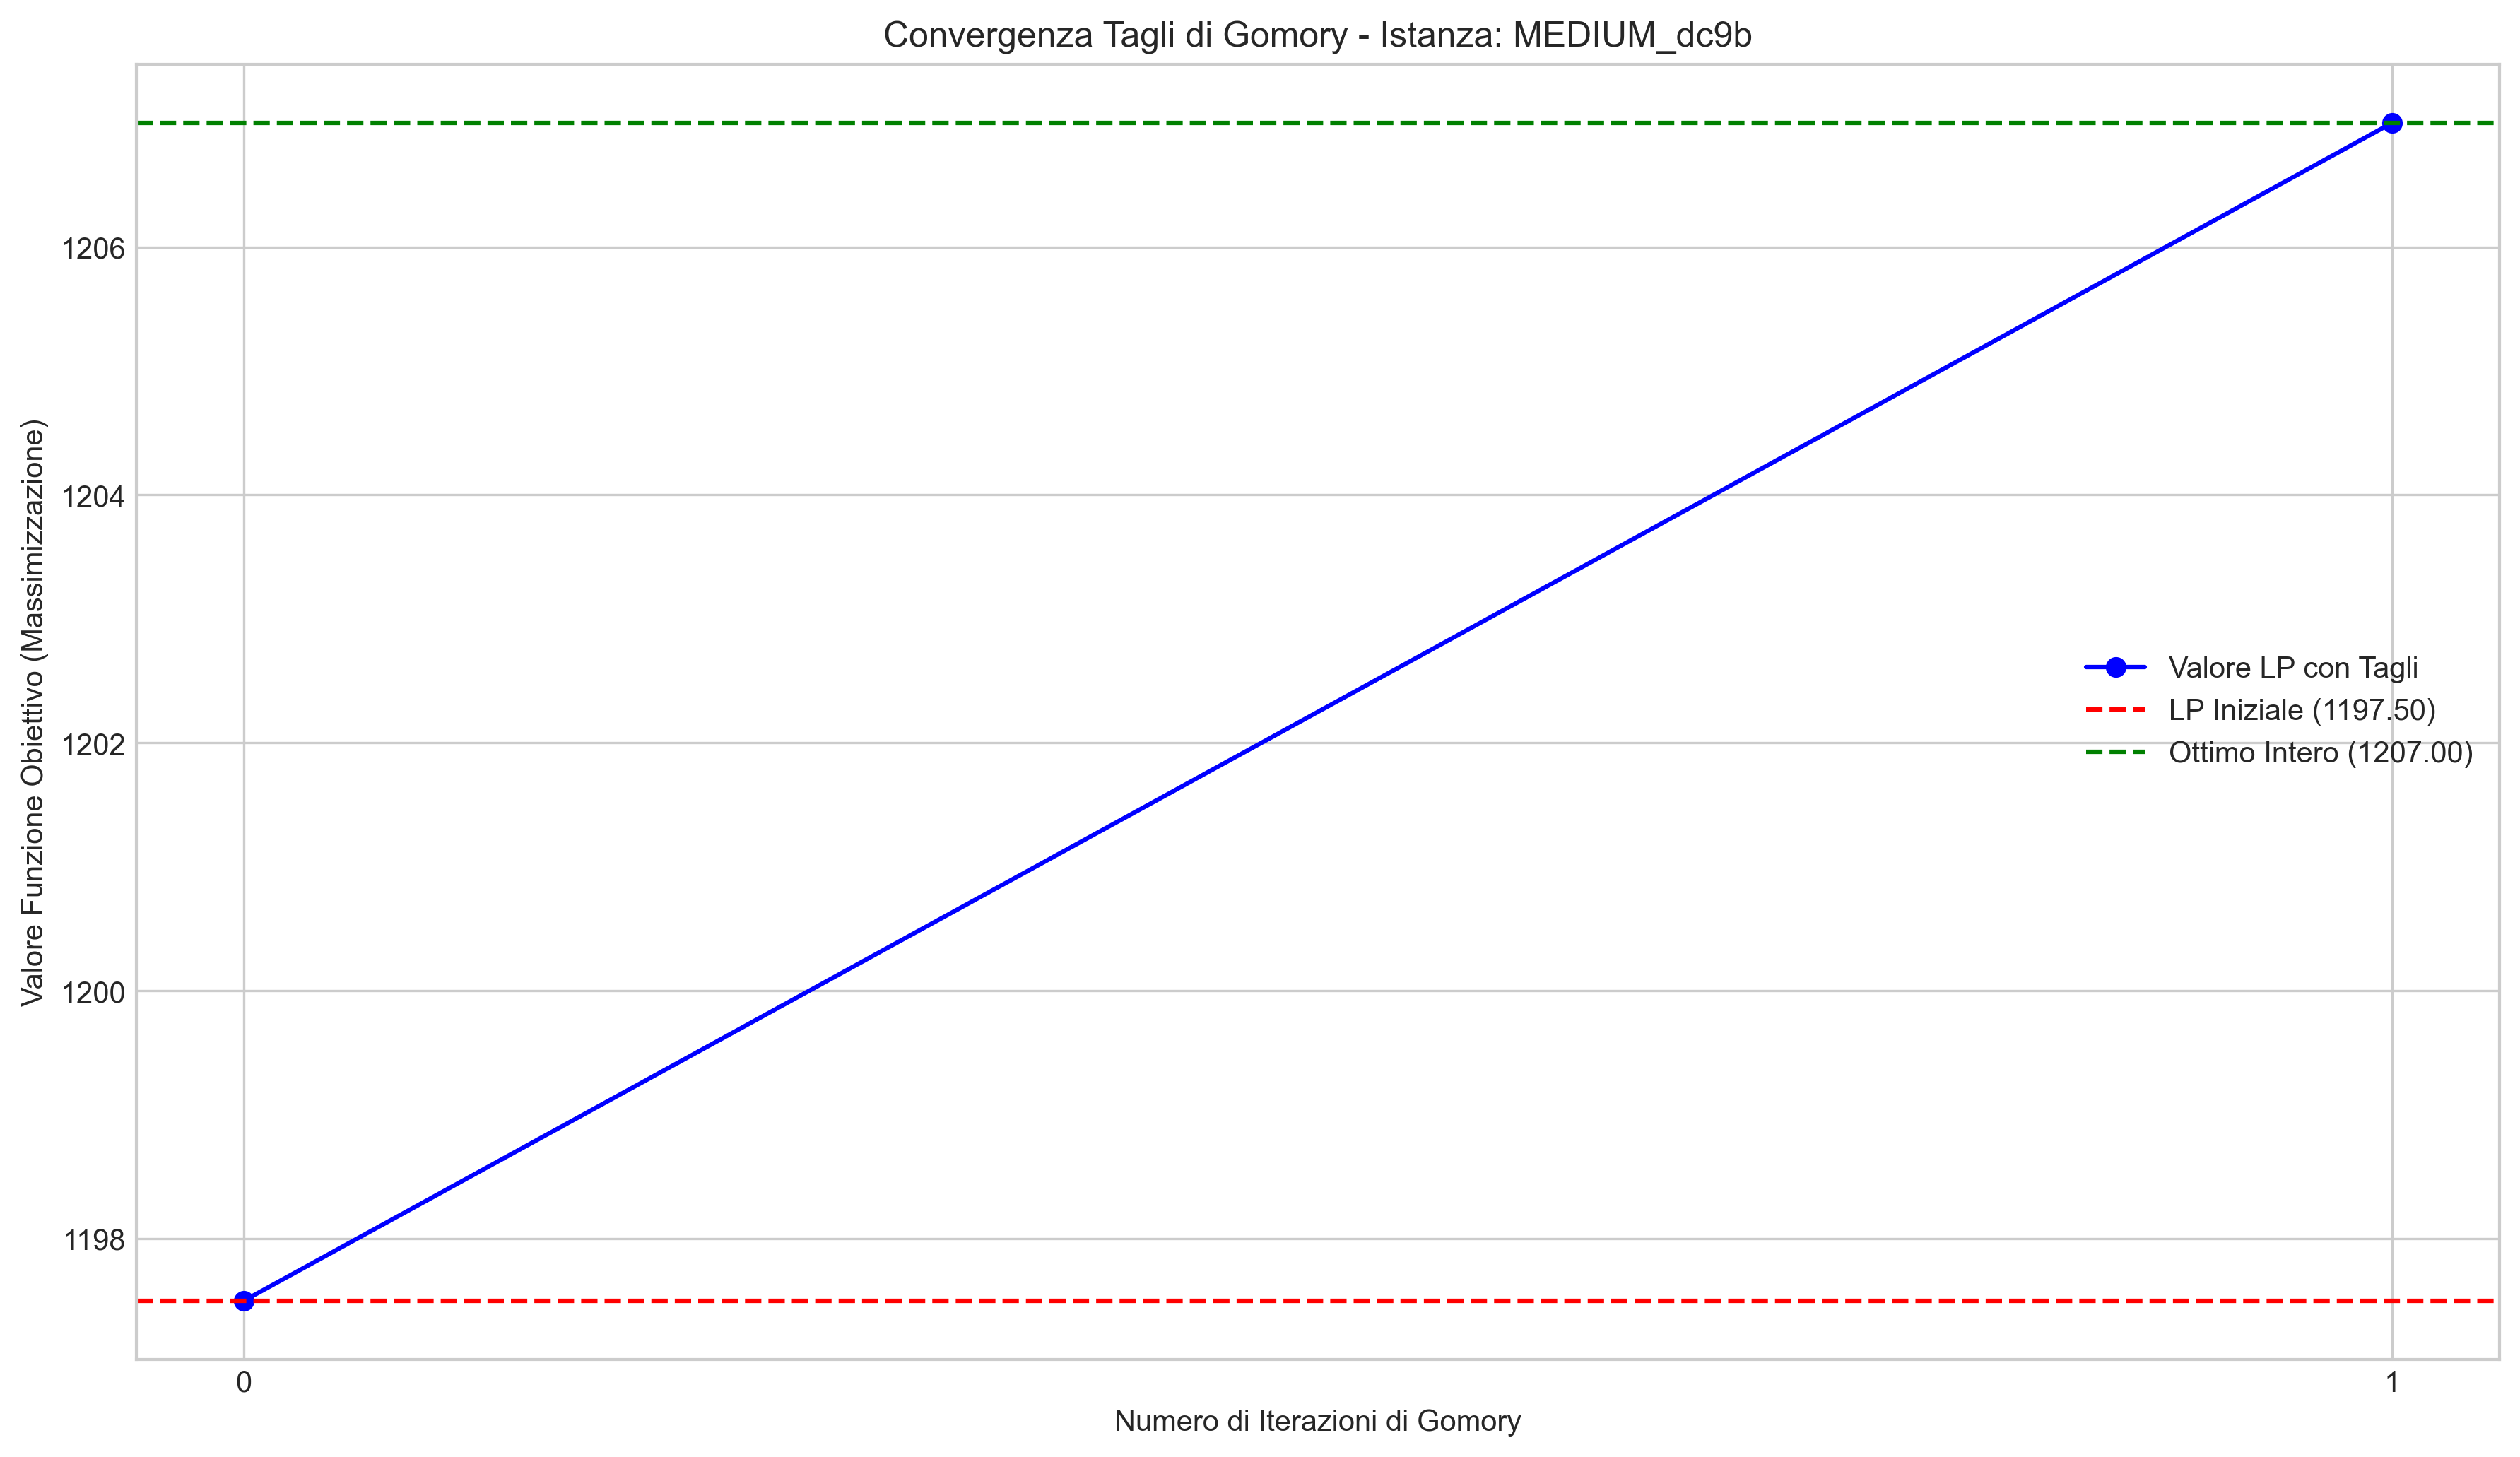 Convergenza Tagli di Gomory - Istanza: MEDIUM_dc9b
Valore Funzione Obiettivo (Massimizzazione)
1206
1204
1202
1200
1198
Valore LP con Tagli
LP Iniziale (1197.50)
Ottimo Intero (1207.00)
0
1
Numero di Iterazioni di Gomory